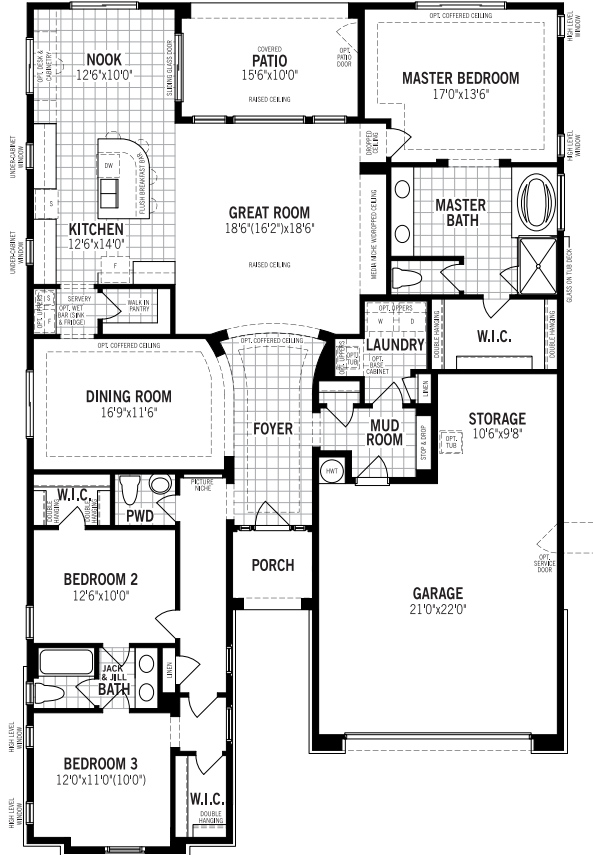 OPT. COFFERED CEILING
HIGH LEVEL
WINDOW
NOOK
12'6"x10'0"
OPT. DESK &
CABINETRY
SLIDING GLASS DOOR
COVERED
PATIO
15'6"x10'0"
RAISED CEILING
OPT.
PATIO
DOOR
MASTER BEDROOM
17'0"x13'6"
HIGH LEVEL
WINDOW
DROPPED
CEILING
UNDER-CABINET
WINDOW
DW
FLUSH BREAKFAST BAR
S
KITCHEN
12'6"x14'0"
UNDER-CABINET
WINDOW
F
GREAT ROOM
18'6"(16'2")x18'6"
RAISED CEILING
MEDIA NICHE W/DROPPED CEILING
MASTER
BATH
GLASS ON TUB DECK
OPT. UPPERS
S
F
SERVERY
OPT. WET
BAR (SINK
& FRIDGE)
WALK IN
PANTRY
OPT. UPPERS
W
D
LAUNDRY
OPT. UPPERS
OPT.
TUB
OPT.
BASE
CABINET
DOUBLE HANGING
W.I.C.
DOUBLE HANGING
LINEN
OPT. COFFERED CEILING
DINING ROOM
16'9"x11'6"
OPT. COFFERED CEILING
FOYER
MUD
ROOM
STOP & DROP
STORAGE
10'6"x9'8"
OPT.
TUB
HWT
W.I.C.
DOUBLE
HANGING
DOUBLE
HANGING
PWD
PICTURE
NICHE
PORCH
BEDROOM 2
12'6"x10'0"
GARAGE
21'0"x22'0"
OPT.
SERVICE
DOOR
JACK
& JILL
BATH
LINEN
HIGH LEVEL
WINDOW
BEDROOM 3
12'0"x11'0"(10'0")
HIGH LEVEL
WINDOW
W.I.C.
DOUBLE
HANGING